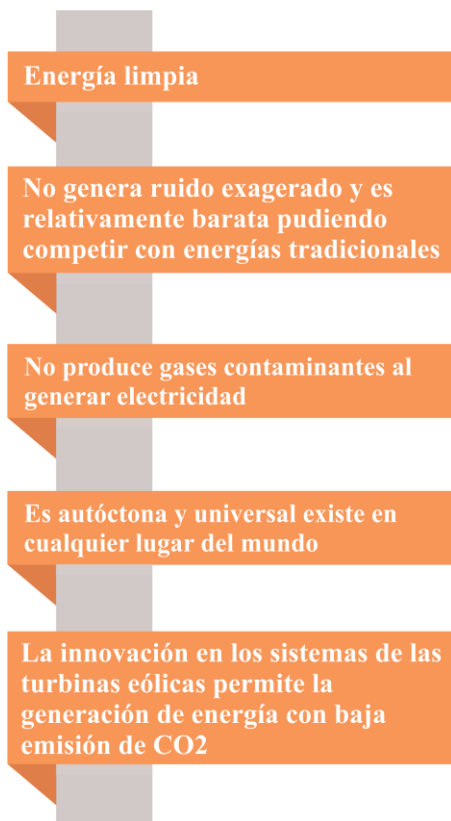 Energía limpia
No genera ruido exagerado y es
relativamente barata pudiendo
competir con energías tradicionales
No produce gases contaminantes al
generar electricidad
Es autóctona y universal existe en
cualquier lugar del mundo
La innovación en los sistemas de las
turbinas eólicas permite la
generación de energía con baja
emisión de CO2